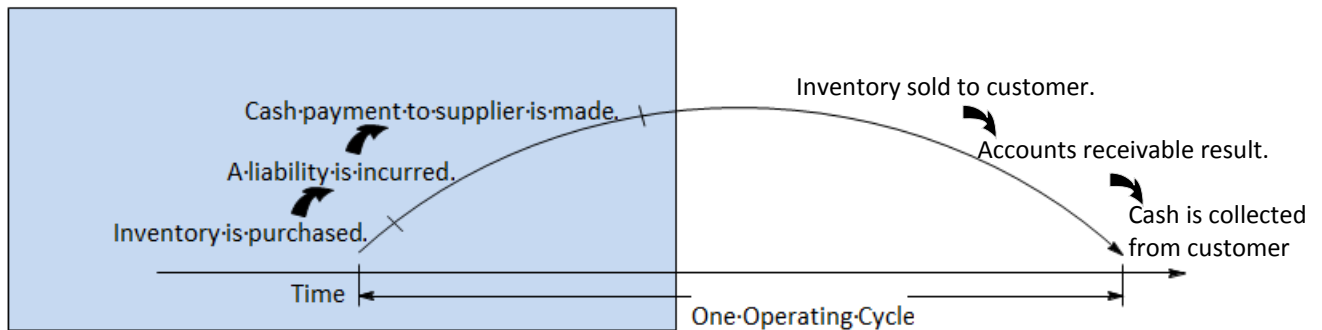 Inventory sold to customer.
Cash·payment·to·supplier·is·made.
Accounts receivable result.
A·liability·is·incurred.
Cash is collected
from customer
Inventory·is·purchased.
Time
One·Operating·Cycle